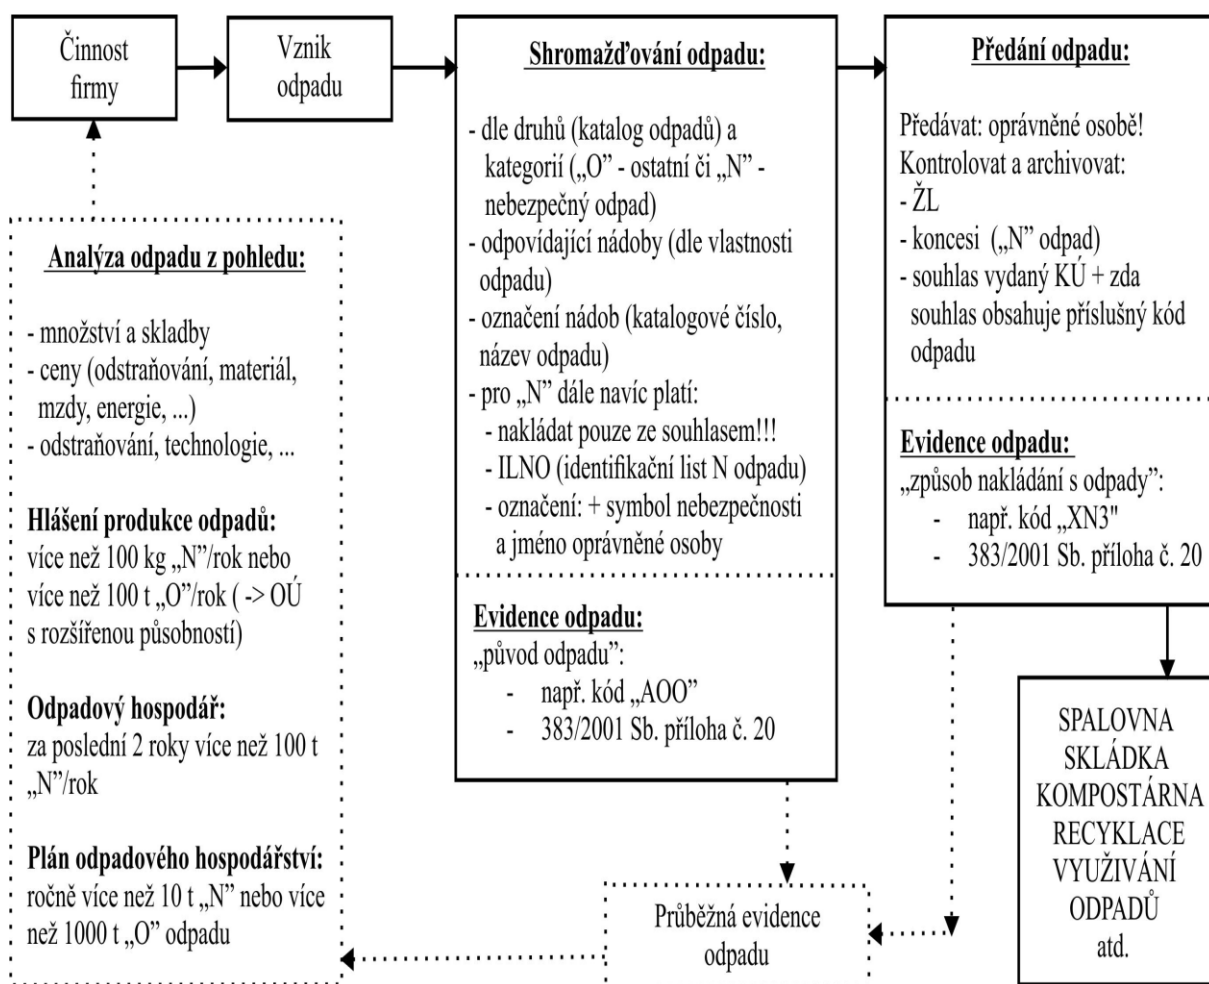 Činnost
firmy
Vznik
odpadu
Shromažďování odpadu:
- dle druhů (katalog odpadů) a
kategorií („O” - ostatní či „N” -
nebezpečný odpad)
- odpovídající nádoby (dle vlastnosti
odpadu)
- označení nádob (katalogové číslo,
název odpadu)
- pro „N” dále navíc platí:
- nakládat pouze ze souhlasem!!!
- ILNO (identifikační list N odpadu)
- označení: + symbol nebezpečnosti
a jméno oprávněné osoby
Evidence odpadu:
„původ odpadu”:
- např. kód „AOO”
- 383/2001 Sb. příloha č. 20
Předání odpadu:
Předávat: oprávněné osobě!
Kontrolovat a archivovat:
- ŽL
- koncesi („N” odpad)
- souhlas vydaný KÚ + zda
souhlas obsahuje příslušný kód
odpadu
Evidence odpadu:
„způsob nakládání s odpady”:
- např. kód „XN3"
- 383/2001 Sb. příloha č. 20
SPALOVNA
SKLÁDKA
KOMPOSTÁRNA
RECYKLACE
VYUŽIVÁNÍ
ODPADŮ
atd.
Průběžná evidence
odpadu
Analýza odpadu z pohledu:
- množství a skladby
- ceny (odstraňování, materiál,
mzdy, energie, ...)
- odstraňování, technologie, ...
Hlášení produkce odpadů:
více než 100 kg „N”/rok nebo
více než 100 t „O”/rok ( -> OÚ
s rozšířenou působností)
Odpadový hospodář:
za poslední 2 roky více než 100 t
„N”/rok
Plán odpadového hospodářství:
ročně více než 10 t „N” nebo více
než 1000 t „O” odpadu